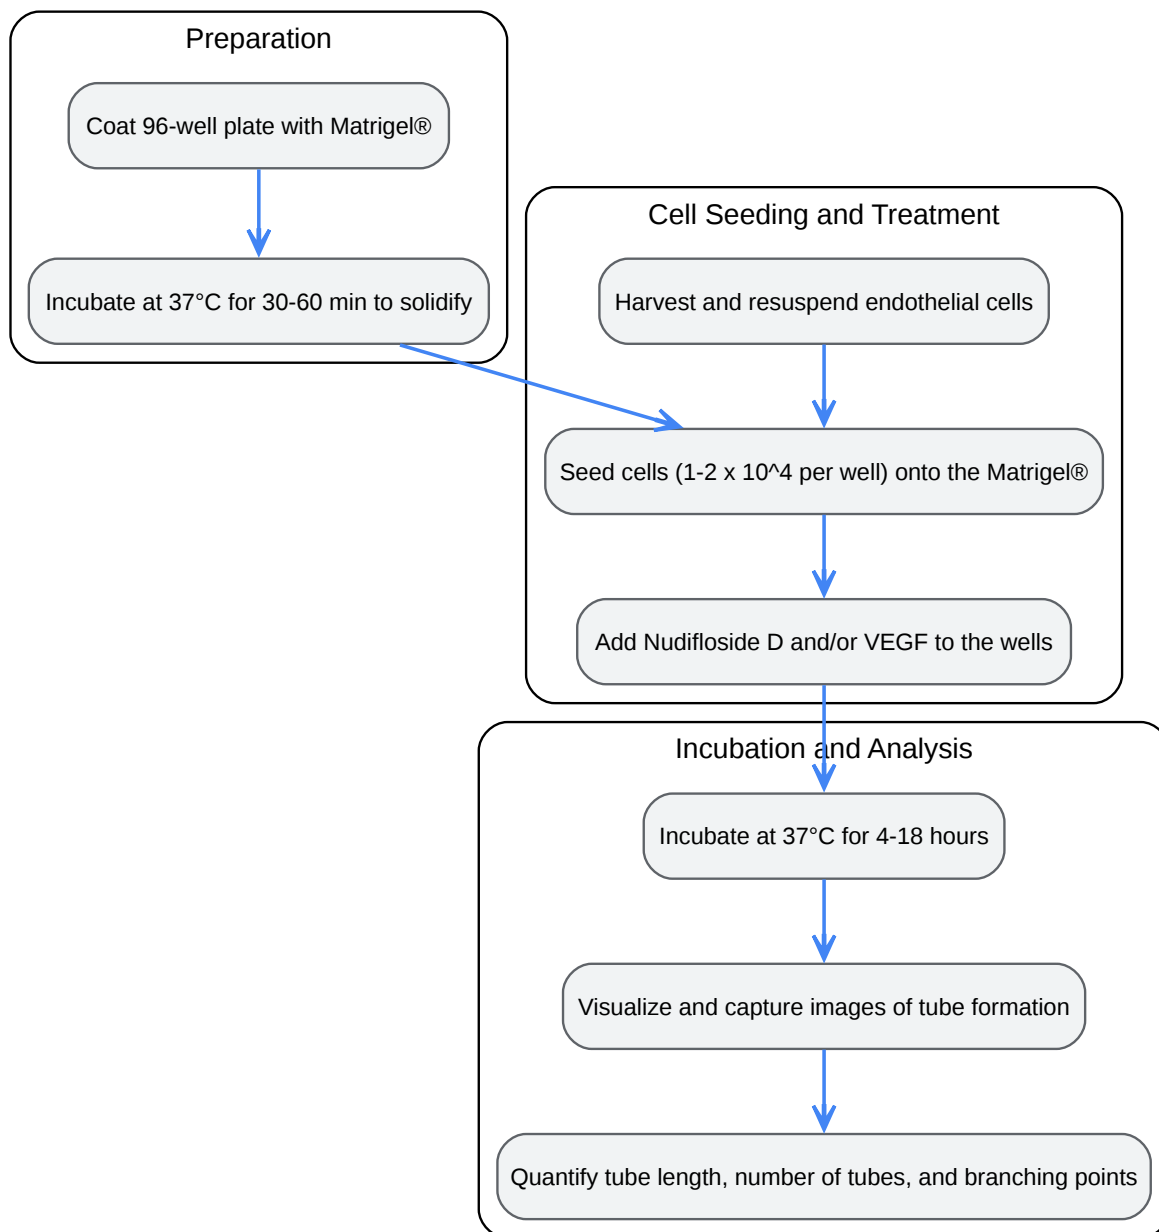 Preparation
Coat 96-well plate with Matrigel®
Incubate at 37°C for 30-60 min to solidify
Cell Seeding and Treatment
Harvest and resuspend endothelial cells
Seed cells (1-2 x 10^4 per well) onto the Matrigel®
Add Nudifloside D and/or VEGF to the wells
Incubation and Analysis
Incubate at 37°C for 4-18 hours
Visualize and capture images of tube formation
Quantify tube length, number of tubes, and branching points